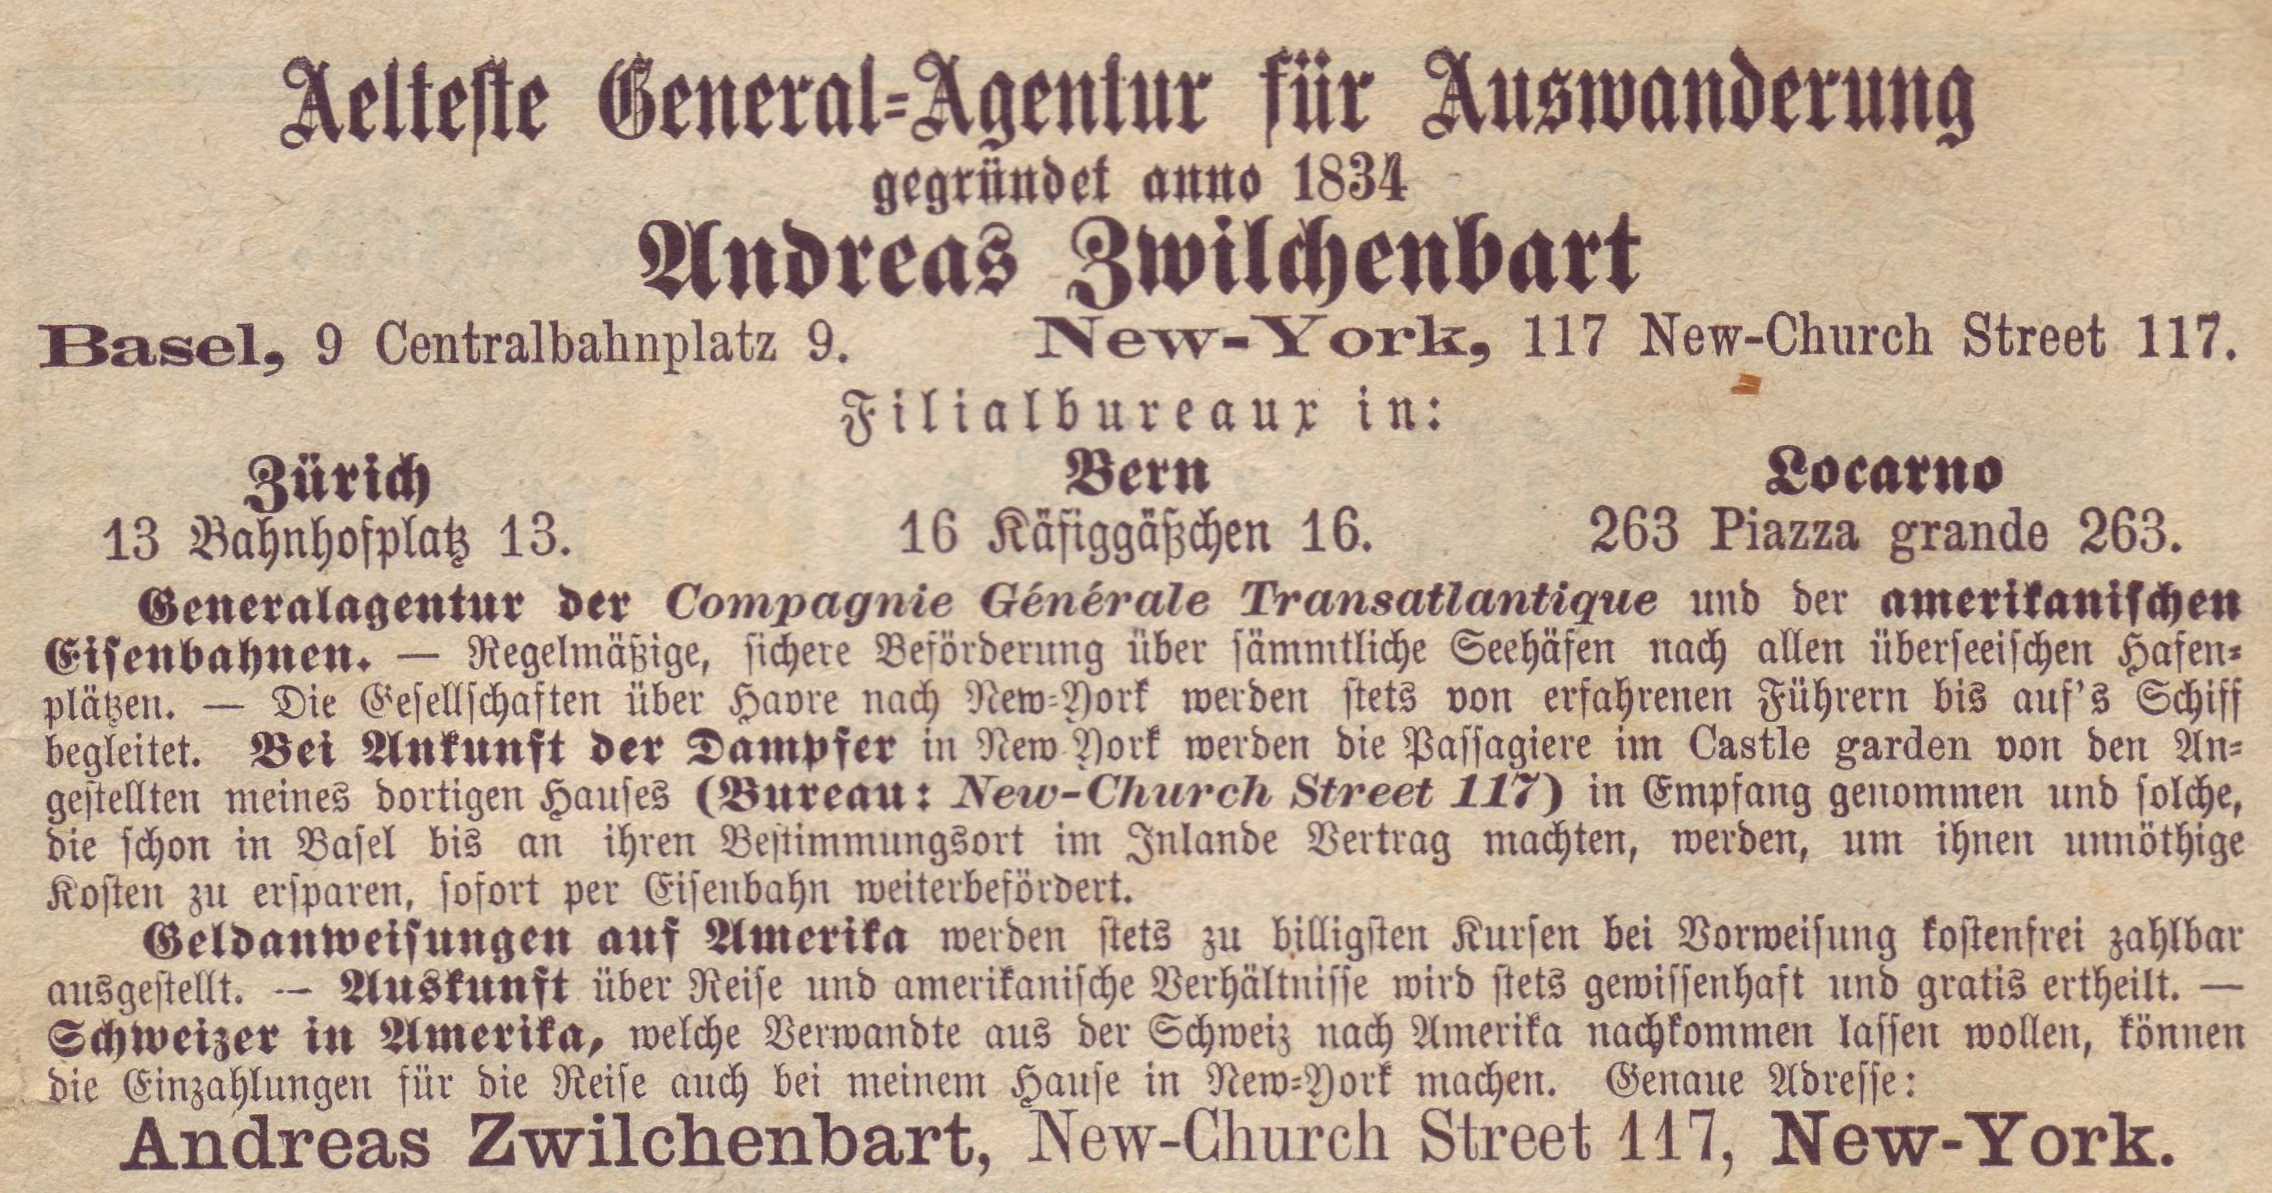 Aelteste General-Agentur für Auswanderung
gegründet anno 1834
Andreas Zwilchenbart
Basel, 9 Centralbahnplatz 9. New-York, 117 New-Church Street 117.
Filialbureaux in:
Zürich Bern Locarno
13 Bahnhofplatz 13. 16 Käfiggäßchen 16. 263 Piazza grande 263.
Generalagentur der Compagnie Générale Transatlantique und der amerikanischen
Eisenbahnen. — Regelmäßige, sichere Beförderung über sämmtliche Seehäfen nach allen überseeischen Hafen-
plätzen. — Die Gesellschaften über Havre nach New-York werden stets von erfahrenen Führern bis auf's Schiff
begleitet. Bei Ankunft der Dampfer in New York werden die Passagiere im Castle garden von den An-
gestellten meines dortigen Hauses (Bureau: New-Church Street 117) in Empfang genommen und solche,
die schon in Basel bis an ihren Bestimmungsort im Inlande Vertrag machten, werden, um ihnen unnöthige
Kosten zu ersparen, sofort per Eisenbahn weiterbefördert.
Geldanweisungen auf Amerika werden stets zu billigsten Kursen bei Vorweisung kostenfrei zahlbar
ausgestellt. — Auskunft über Reise und amerikanische Verhältnisse wird stets gewissenhaft und gratis ertheilt. —
Schweizer in Amerika, welche Verwandte aus der Schweiz nach Amerika nachkommen lassen wollen, können
die Einzahlungen für die Reise auch bei meinem Hause in New-York machen. Genaue Adresse:
Andreas Zwilchenbart, New-Church Street 117, New-York.